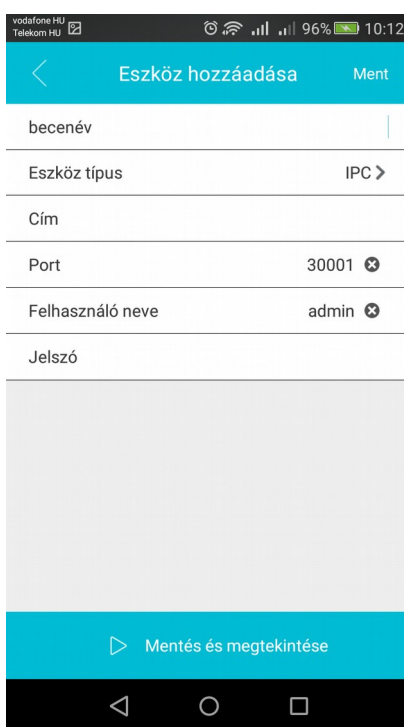 vodafone HU
Telekom HU 96% 10:12
Eszköz hozzáadása Ment
becenév
Eszköz típus IPC
Cím
Port 30001
Felhasználó neve admin
Jelszó
Mentés és megtekintése